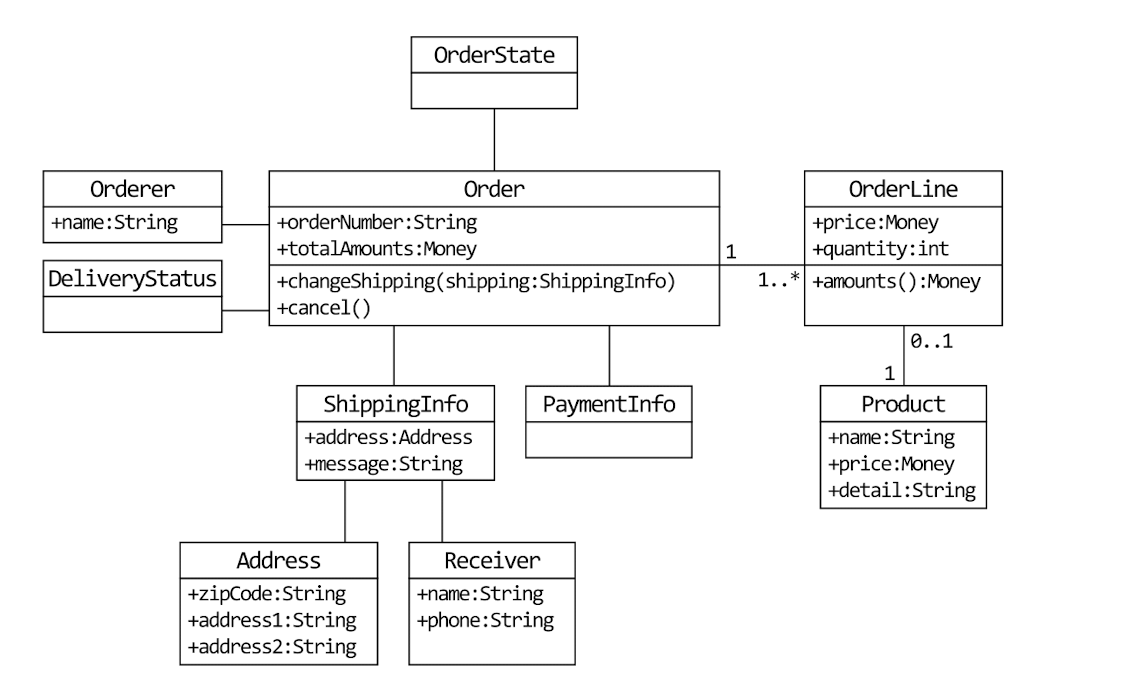 OrderState
Orderer
+name:String
DeliveryStatus
Order
+orderNumber:String
+totalAmounts:Money
+changeShipping(shipping:ShippingInfo)
+cancel()
1
1..*
OrderLine
+price:Money
+quantity:int
+amounts():Money
0..1
1
ShippingInfo
+address:Address
+message:String
PaymentInfo
Product
+name:String
+price:Money
+detail:String
Address
+zipCode:String
+address1:String
+address2:String
Receiver
+name:String
+phone:String